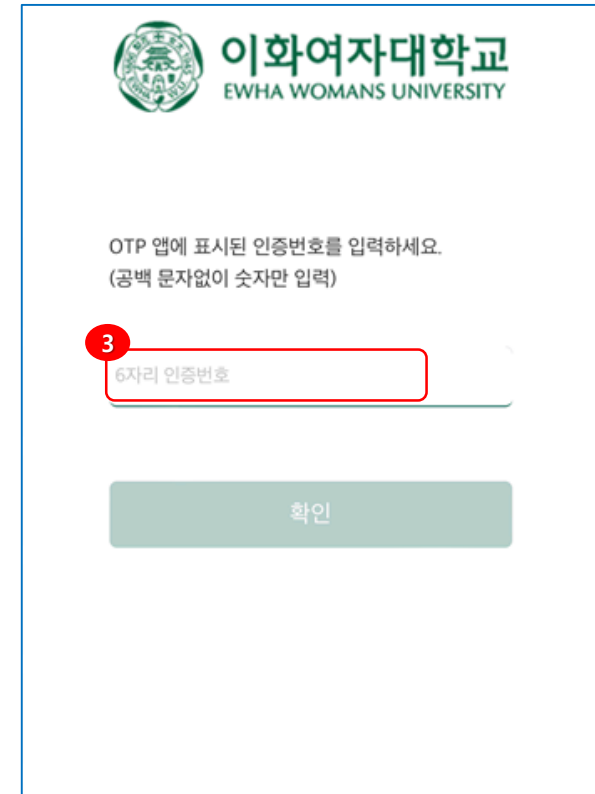 이화여자대학교
EWHA WOMANS UNIVERSITY
OTP 앱에 표시된 인증번호를 입력하세요.
(공백 문자없이 숫자만 입력)
3
6자리 인증번호
확인